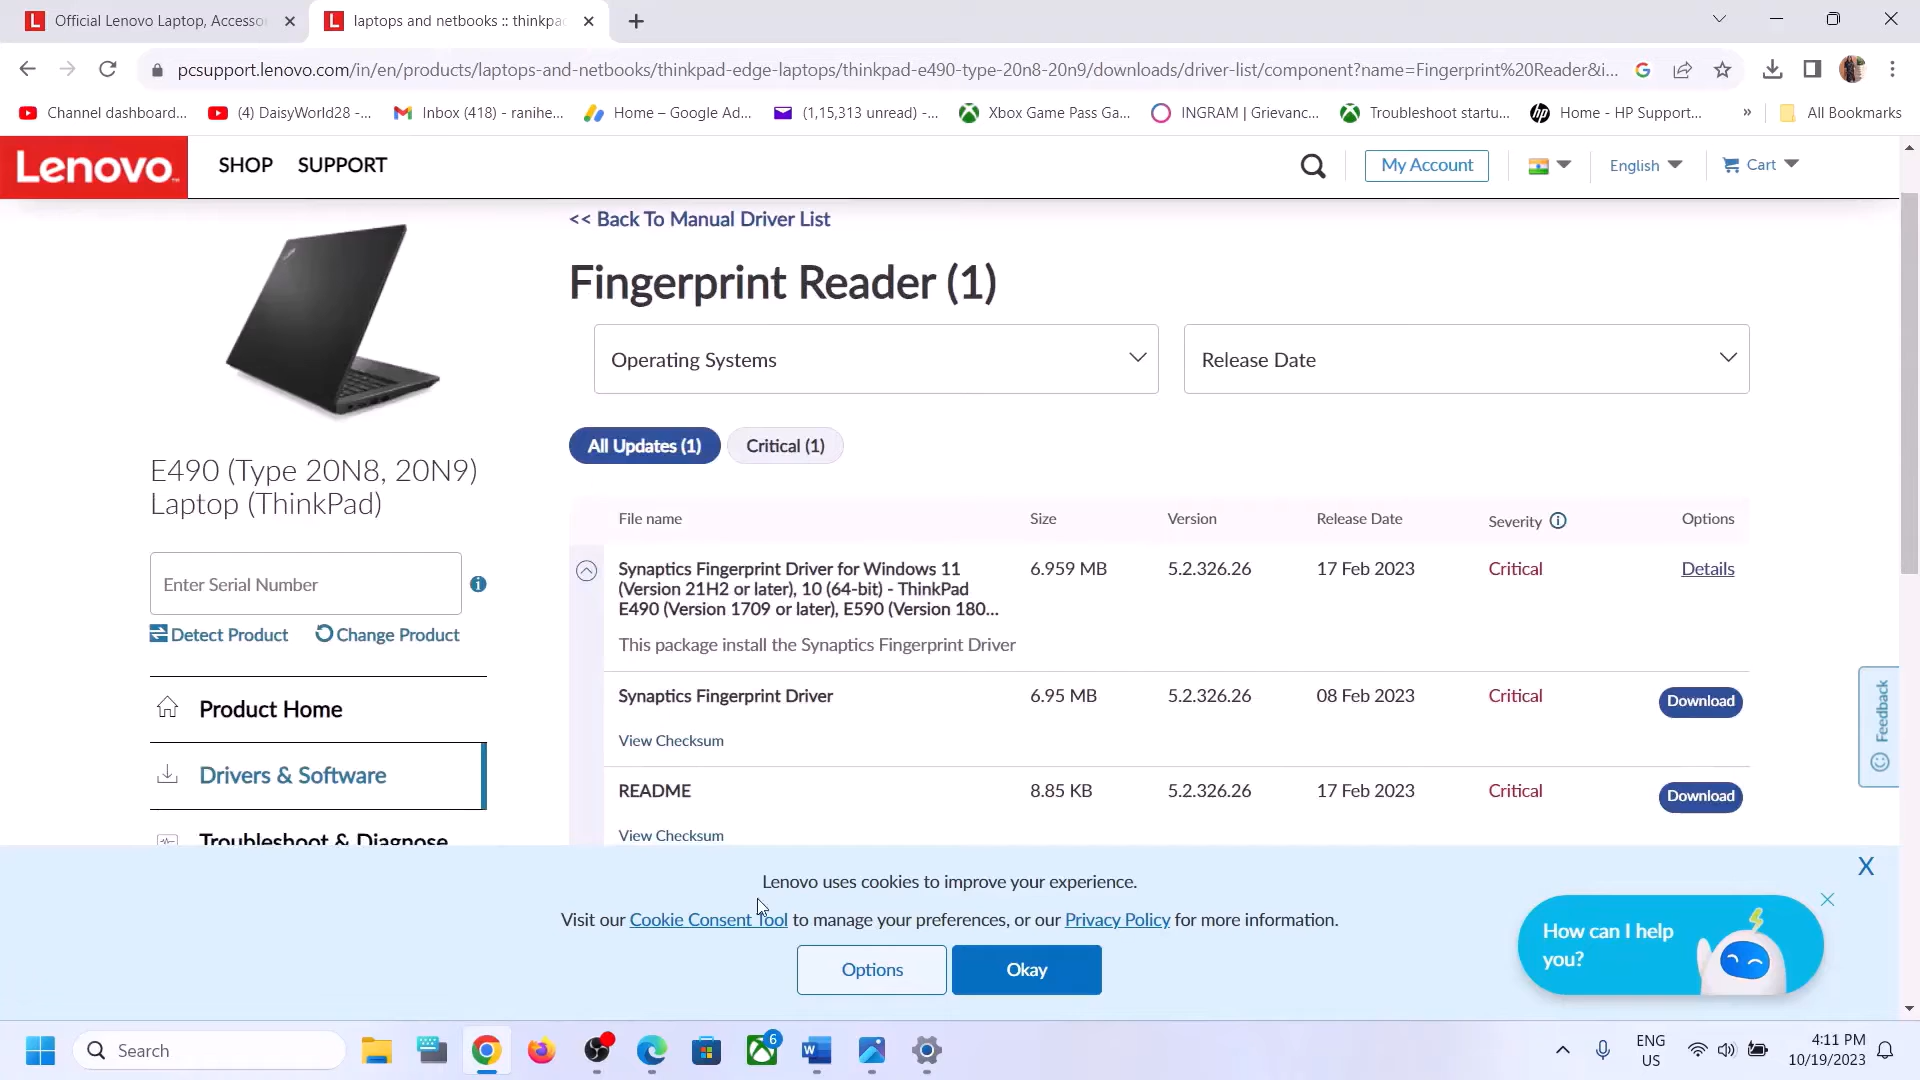 Official Lenovo Laptop, Accesso
laptops and netbooks :: thinkpa
pcsupport.lenovo.com/in/en/products/laptops-and-netbooks/thinkpad-edge-laptops/thinkpad-e490-type-20n8-20n9/downloads/driver-list/component?name=Fingerprint%20Reader&i...
Channel dashboard...
(4) DaisyWorld28 -...
Inbox (418) - ranihe...
Home – Google Ad...
(1,15,313 unread) -...
Xbox Game Pass Ga...
INGRAM | Grievanc...
Troubleshoot startu...
Home - HP Support...
»
All Bookmarks
Lenovo
SHOP
SUPPORT
My Account
English
Cart
<< Back To Manual Driver List
Fingerprint Reader (1)
Operating Systems
Release Date
All Updates (1)
Critical (1)
E490 (Type 20N8, 20N9)
Laptop (ThinkPad)
Enter Serial Number
Detect Product
Change Product
Product Home
Drivers & Software
Troubleshoot & Diagnose
File name
Size
Version
Release Date
Severity
Options
Synaptics Fingerprint Driver for Windows 11
(Version 21H2 or later), 10 (64-bit) - ThinkPad
E490 (Version 1709 or later), E590 (Version 180...
6.959 MB
5.2.326.26
17 Feb 2023
Critical
Details
This package install the Synaptics Fingerprint Driver
Synaptics Fingerprint Driver
6.95 MB
5.2.326.26
08 Feb 2023
Critical
Download
View Checksum
README
8.85 KB
5.2.326.26
17 Feb 2023
Critical
Download
View Checksum
Feedback
Lenovo uses cookies to improve your experience.
X
Visit our Cookie Consent Tool to manage your preferences, or our Privacy Policy for more information.
Options
Okay
How can I help
you?
Search
6
ENG
US
4:11 PM
10/19/2023